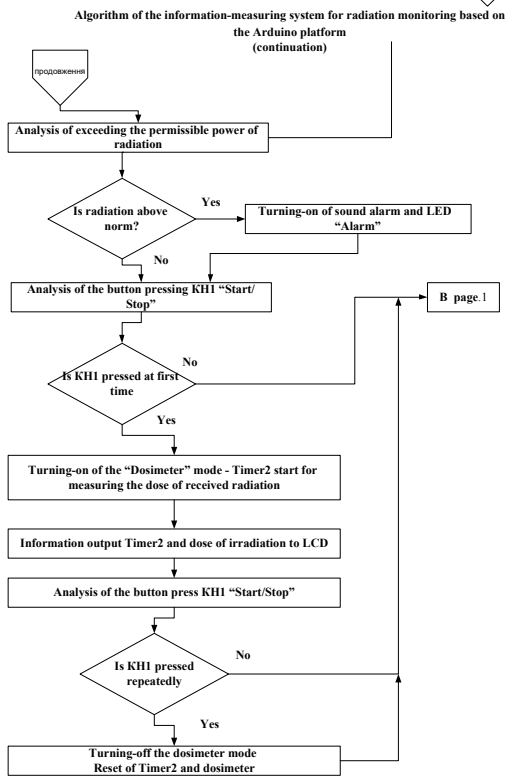 Algorithm of the information-measuring system for radiation monitoring based on
the Arduino platform
(continuation)
продовження
Analysis of exceeding the permissible power of
radiation
Is radiation above
norm?
Yes
Turning-on of sound alarm and LED
“Alarm”
No
Analysis of the button pressing КН1 “Start/
Stop”
B page.1
Is КН1 pressed at first
time
No
Yes
Turning-on of the “Dosimeter” mode - Timer2 start for
measuring the dose of received radiation
Information output Timer2 and dose of irradiation to LCD
Analysis of the button press КН1 “Start/Stop”
Is КН1 pressed
repeatedly
No
Yes
Turning-off the dosimeter mode
Reset of Timer2 and dosimeter